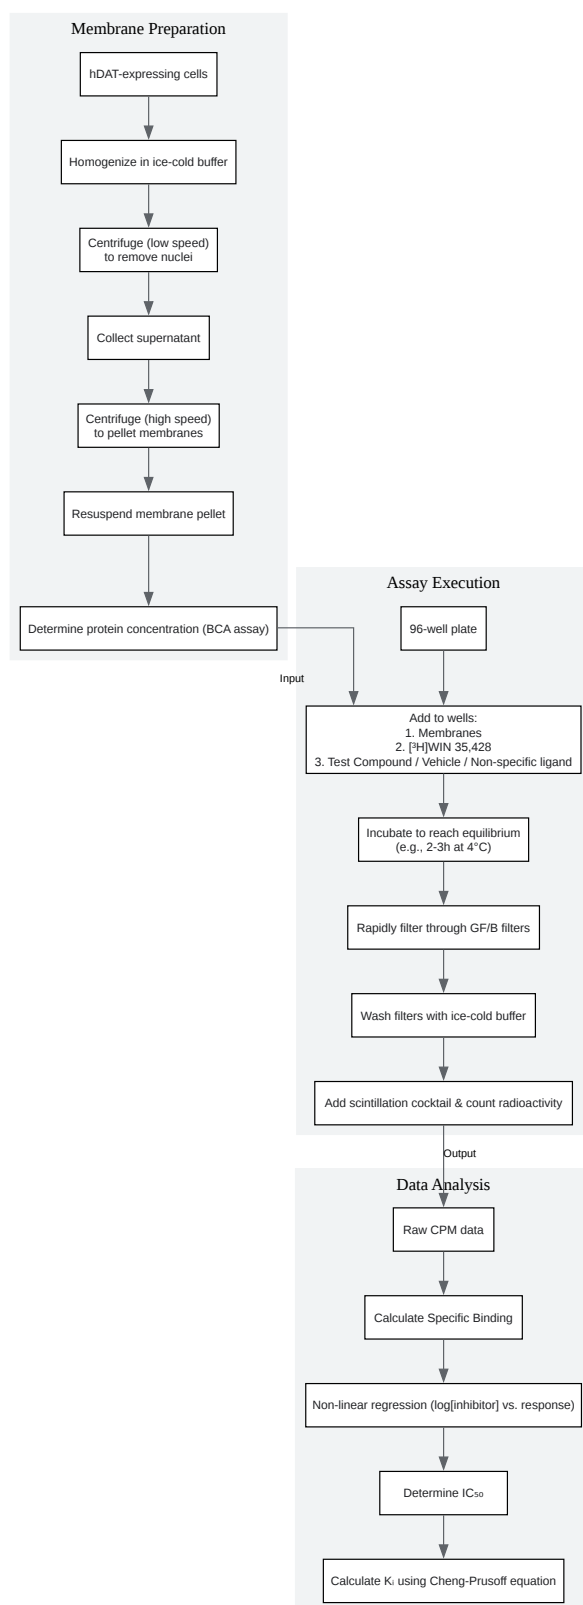 Membrane Preparation
hDAT-expressing cells
Homogenize in ice-cold buffer
Centrifuge (low speed)
to remove nuclei
Collect supernatant
Centrifuge (high speed)
to pellet membranes
Resuspend membrane pellet
Determine protein concentration (BCA assay)
Input
Assay Execution
96-well plate
Add to wells:
1. Membranes
2. [³H]WIN 35,428
3. Test Compound / Vehicle / Non-specific ligand
Incubate to reach equilibrium
(e.g., 2-3h at 4°C)
Rapidly filter through GF/B filters
Wash filters with ice-cold buffer
Add scintillation cocktail & count radioactivity
Output
Data Analysis
Raw CPM data
Calculate Specific Binding
Non-linear regression (log[inhibitor] vs. response)
Determine IC₅₀
Calculate Kᵢ using Cheng-Prusoff equation